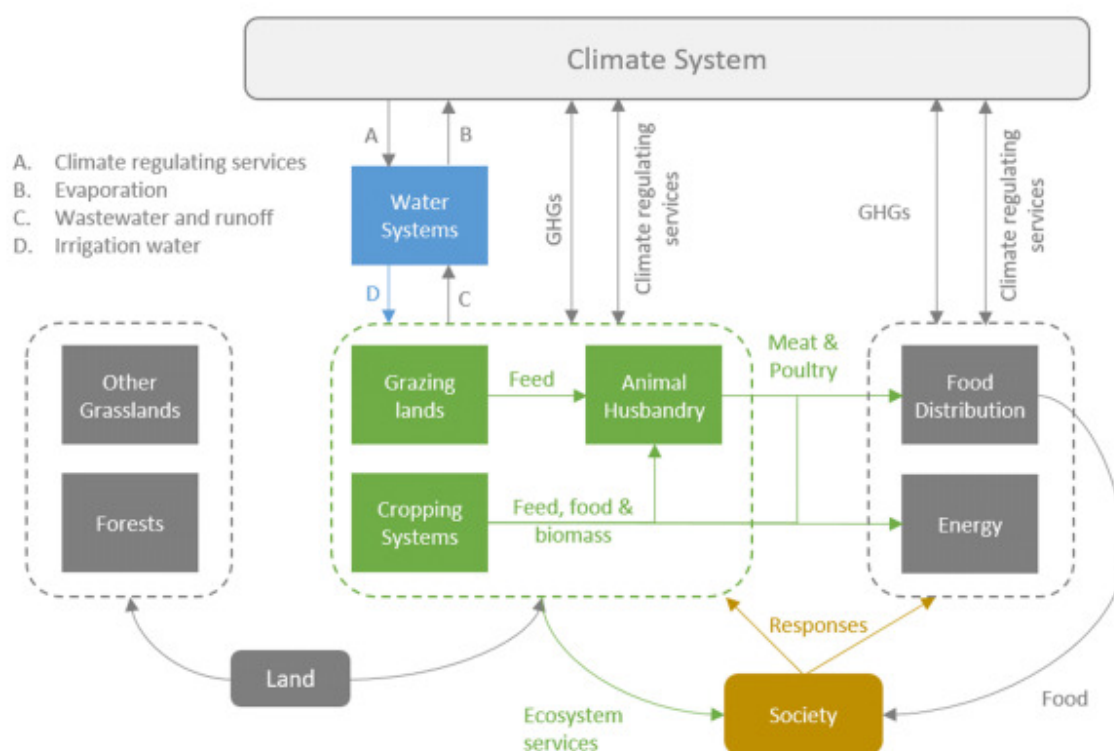 Climate System
A. Climate regulating services
B. Evaporation
C. Wastewater and runoff
D. Irrigation water
A
B
Water
Systems
D
C
GHGs
Climate regulating
services
GHGs
Climate regulating
services
Other
Grasslands
Forests
Grazing
lands
Feed
Animal
Husbandry
Meat &
Poultry
Food
Distribution
Cropping
Systems
Feed, food &
biomass
Energy
Land
Responses
Ecosystem
services
Society
Food